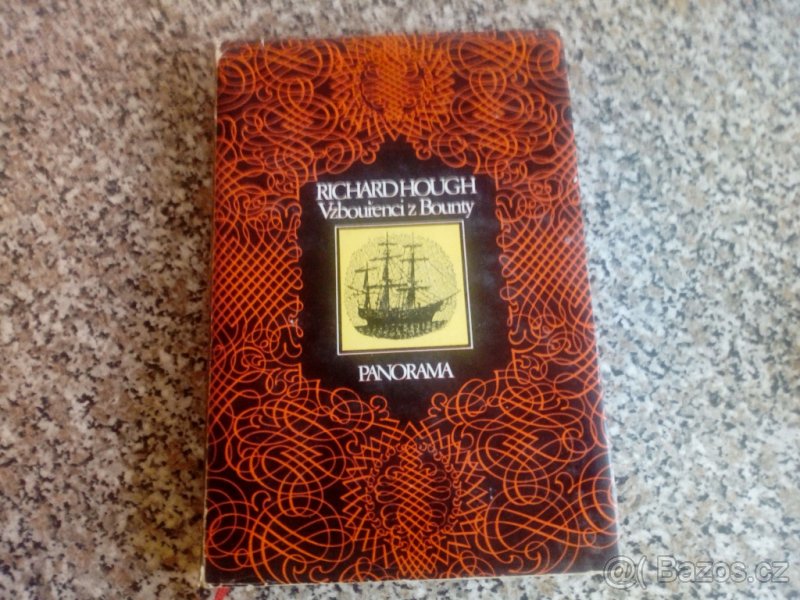 RICHARD HOUGH
Vzbouřenci z Bounty
PANORAMA
@( Bazos.cz